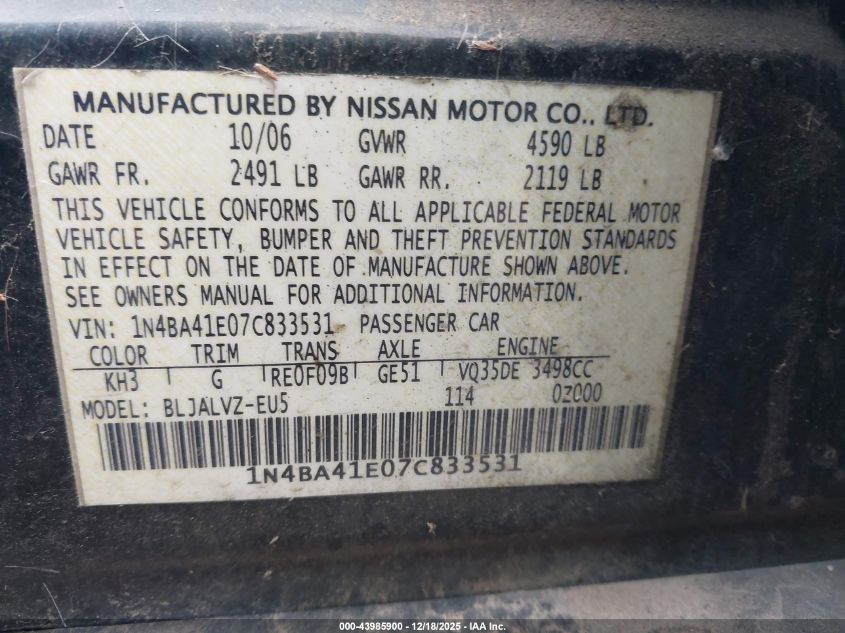 MANUFACTURED BY NISSAN MOTOR CO., LTD.
DATE 10/06 GVWR 4590 LB
GAWR FR. 2491 LB GAWR RR. 2119 LB
THIS VEHICLE CONFORMS TO ALL APPLICABLE FEDERAL MOTOR
VEHICLE SAFETY, BUMPER AND THEFT PREVENTION STANDARDS
IN EFFECT ON THE DATE OF MANUFACTURE SHOWN ABOVE.
SEE OWNERS MANUAL FOR ADDITIONAL INFORMATION.
VIN: 1N4BA41E07C833531 PASSENGER CAR
COLOR TRIM TRANS AXLE ENGINE
KH3 G RE0F09B GE51 VQ35DE 3498CC
MODEL: BLJALVZ-EU5 114 0Z000
1N4BA41E07C833531
000-43985900 - 12/18/2025 - IAA Inc.